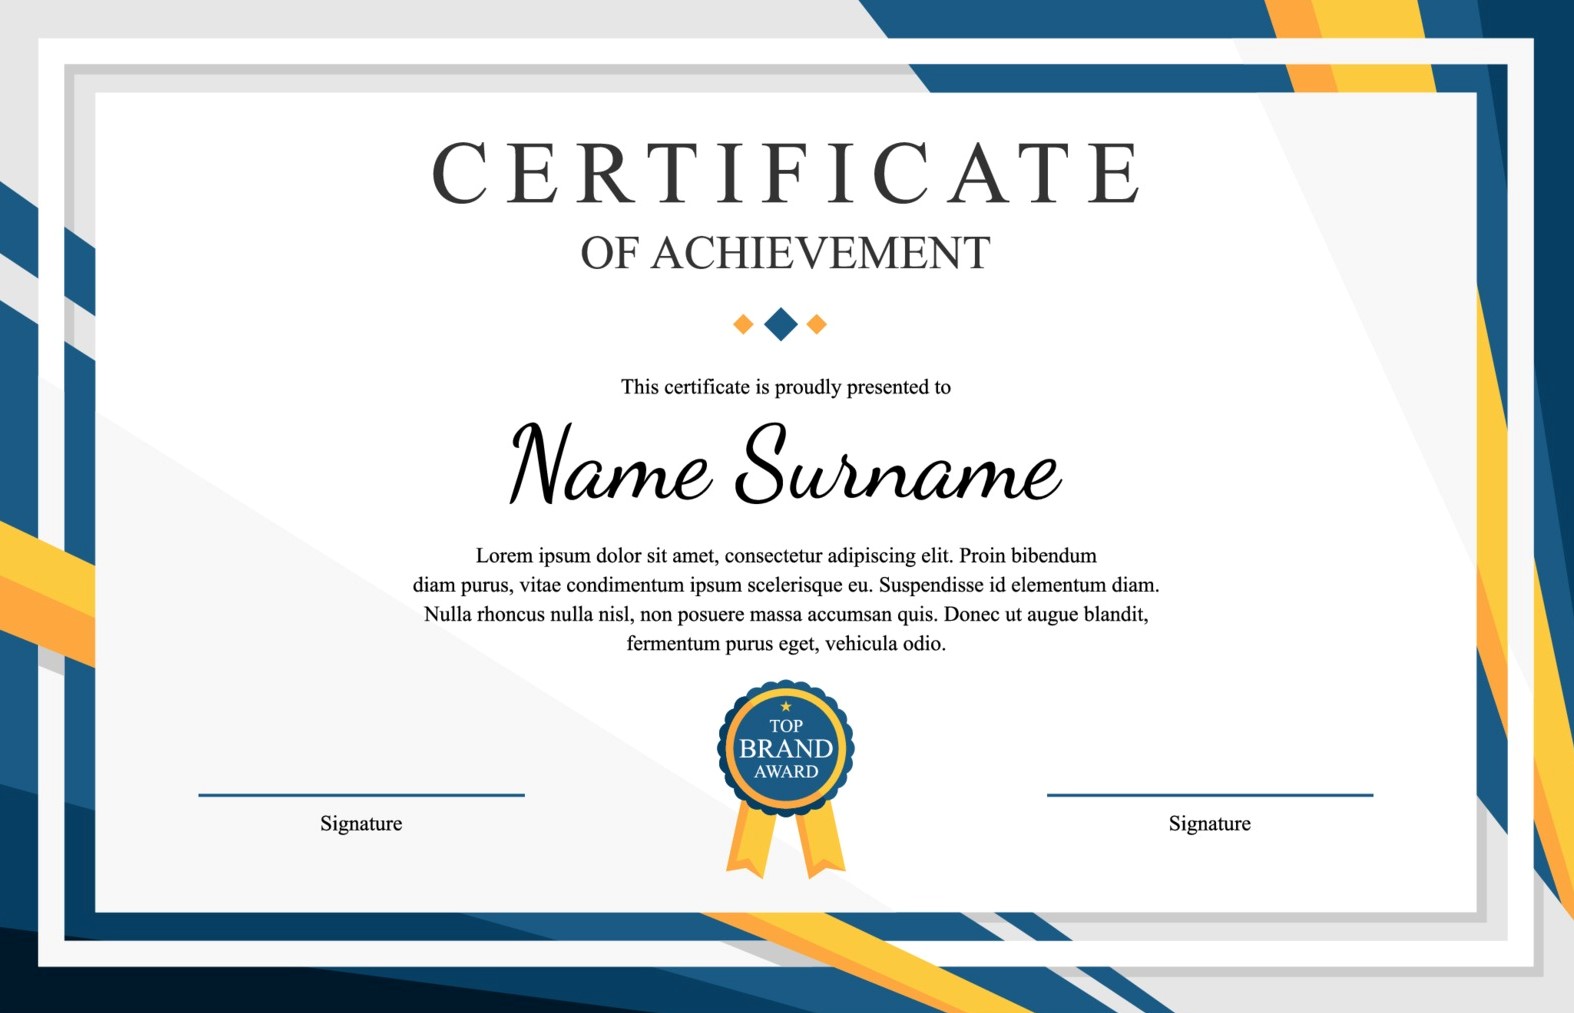 CERTIFICATE
OF ACHIEVEMENT
This certificate is proudly presented to
Name Surname
Lorem ipsum dolor sit amet, consectetur adipiscing elit. Proin bibendum
diam purus, vitae condimentum ipsum scelerisque eu. Suspendisse id elementum diam.
Nulla rhoncus nulla nisl, non posuere massa accumsan quis. Donec ut augue blandit,
fermentum purus eget, vehicula odio.
TOP
BRAND
AWARD
Signature
Signature